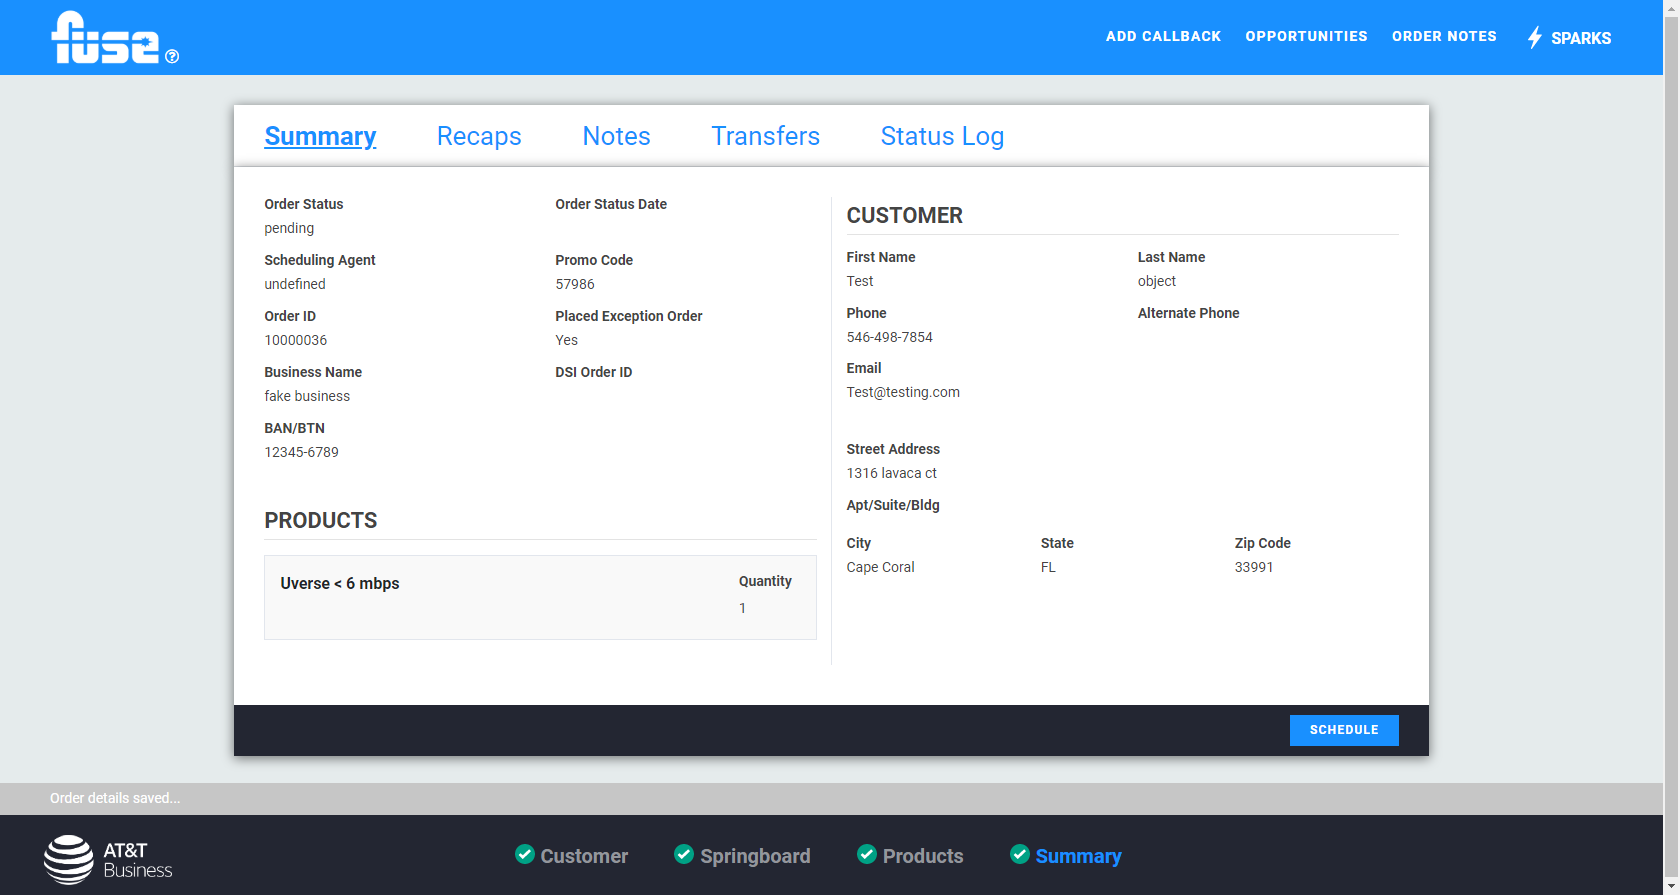 fuse
ADD CALLBACK OPPORTUNITIES ORDER NOTES SPARKS
Summary Recaps Notes Transfers Status Log
Order Status Order Status Date
pending
Scheduling Agent Promo Code
undefined 57986
Order ID Placed Exception Order
10000036 Yes
Business Name DSI Order ID
fake business
BAN/BTN
12345-6789
PRODUCTS
Uverse < 6 mbps Quantity
1
CUSTOMER
First Name Last Name
Test object
Phone Alternate Phone
546-498-7854
Email
Test@testing.com
Street Address
1316 lavaca ct
Apt/Suite/Bldg
City State Zip Code
Cape Coral FL 33991
SCHEDULE
Order details saved...
AT&T
Business
Customer Springboard Products Summary